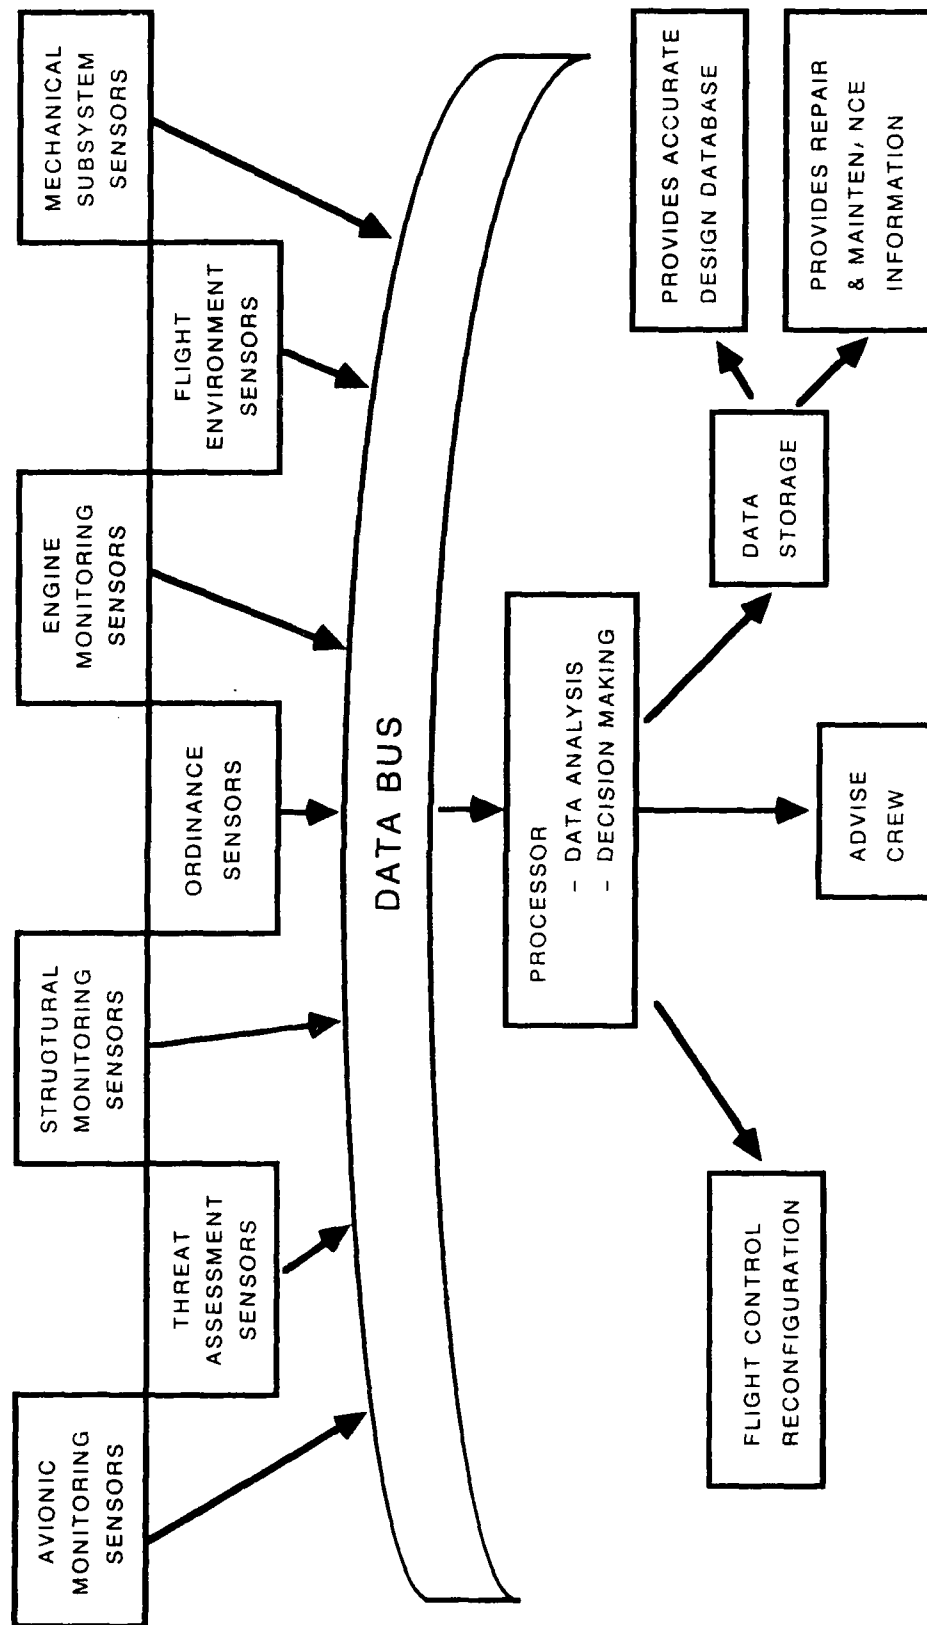 AVIONIC
MONITORING
SENSORS
THREAT
ASSESSMENT
SENSORS
STRUCTURAL
MONITORING
SENSORS
ORDINANCE
SENSORS
ENGINE
MONITORING
SENSORS
FLIGHT
ENVIRONMENT
SENSORS
MECHANICAL
SUBSYSTEM
SENSORS
DATA BUS
PROCESSOR
- DATA ANALYSIS
- DECISION MAKING
FLIGHT CONTROL
RECONFIGURATION
ADVISE
CREW
DATA
STORAGE
PROVIDES ACCURATE
DESIGN DATABASE
PROVIDES REPAIR
& MAINTENANCE
INFORMATION